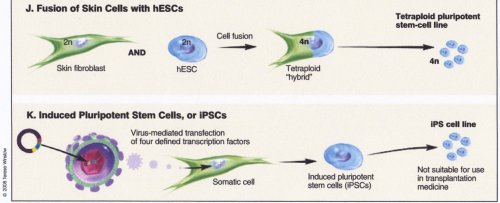 J. Fusion of Skin Cells with hESCs
Tetraploid pluripotent
stem-cell line
2n
Skin fibroblast
AND
2n
hESC
Cell fusion
4n
Tetraploid
"hybrid"
4n
K. Induced Pluripotent Stem Cells, or iPSCs
Virus-mediated transfection
of four defined transcription factors
Somatic cell
Induced pluripotent
stem cells (iPSCs)
iPS cell line
Not suitable for use
in transplantation
medicine
© 2008 Terese Winslow